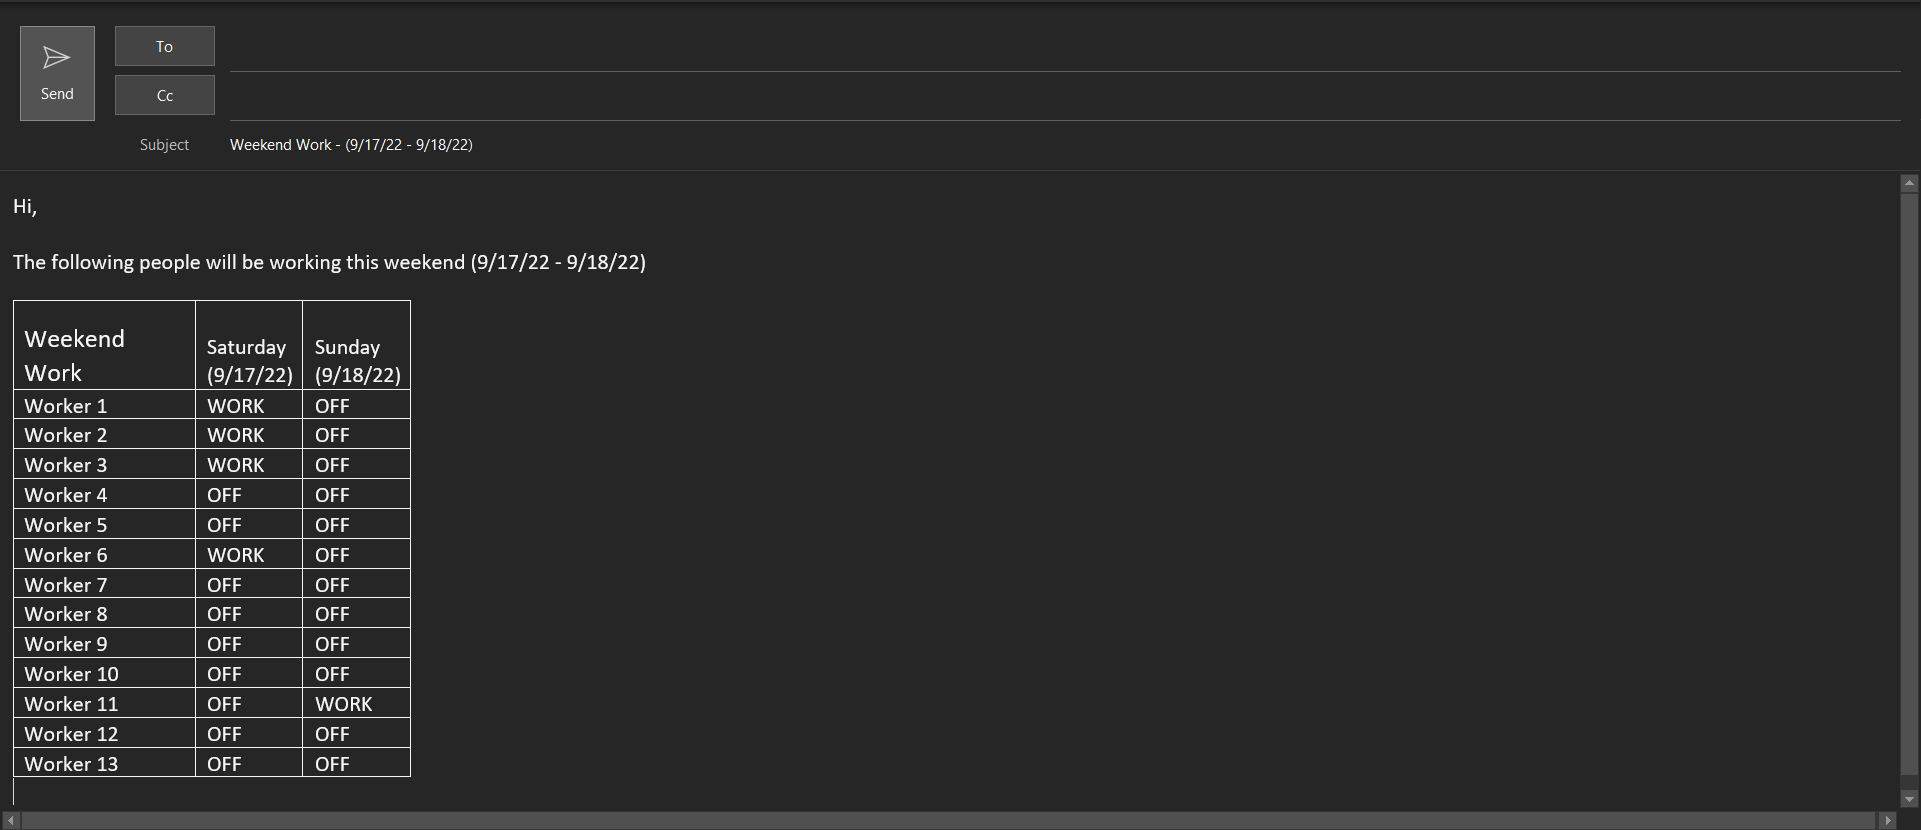 To
Send
Cc
Subject Weekend Work - (9/17/22 - 9/18/22)
Hi,
The following people will be working this weekend (9/17/22 - 9/18/22)
Weekend
Work
Saturday
(9/17/22)
Sunday
(9/18/22)
Worker 1 WORK OFF
Worker 2 WORK OFF
Worker 3 WORK OFF
Worker 4 OFF OFF
Worker 5 OFF OFF
Worker 6 WORK OFF
Worker 7 OFF OFF
Worker 8 OFF OFF
Worker 9 OFF OFF
Worker 10 OFF OFF
Worker 11 OFF WORK
Worker 12 OFF OFF
Worker 13 OFF OFF